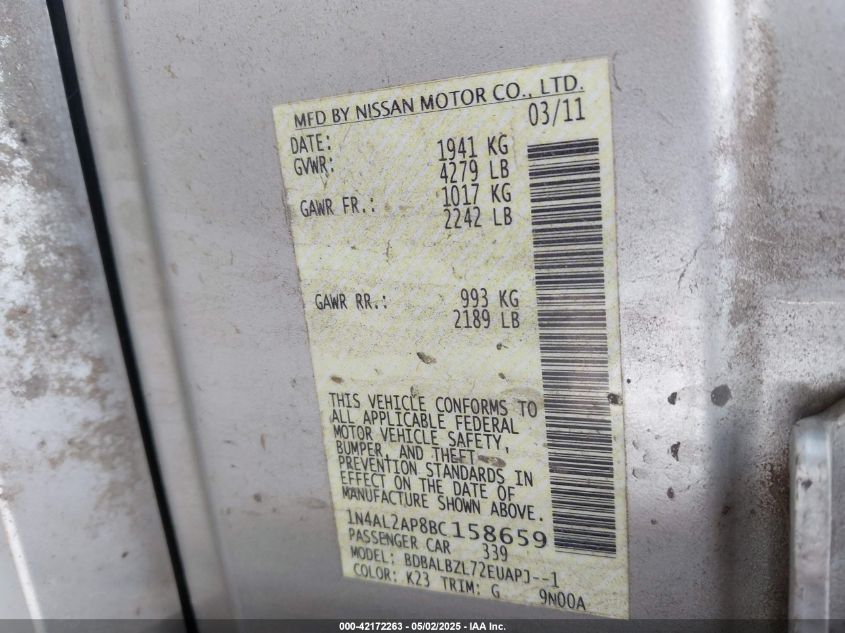 MFD BY NISSAN MOTOR CO., LTD.
DATE: 03/11
GVWR: 1941 KG
4279 LB
GAWR FR.: 1017 KG
2242 LB
GAWR RR.: 993 KG
2189 LB
THIS VEHICLE CONFORMS TO
ALL APPLICABLE FEDERAL
MOTOR VEHICLE SAFETY,
BUMPER, AND THEFT
PREVENTION STANDARDS IN
EFFECT ON THE DATE OF
MANUFACTURE SHOWN ABOVE.
1N4AL2AP8BC158659
PASSENGER CAR 339
MODEL: BDBALBZL72EUAPJ--1
COLOR: K23 TRIM: G 9N00A
000-42172263 - 05/02/2025 - IAA Inc.